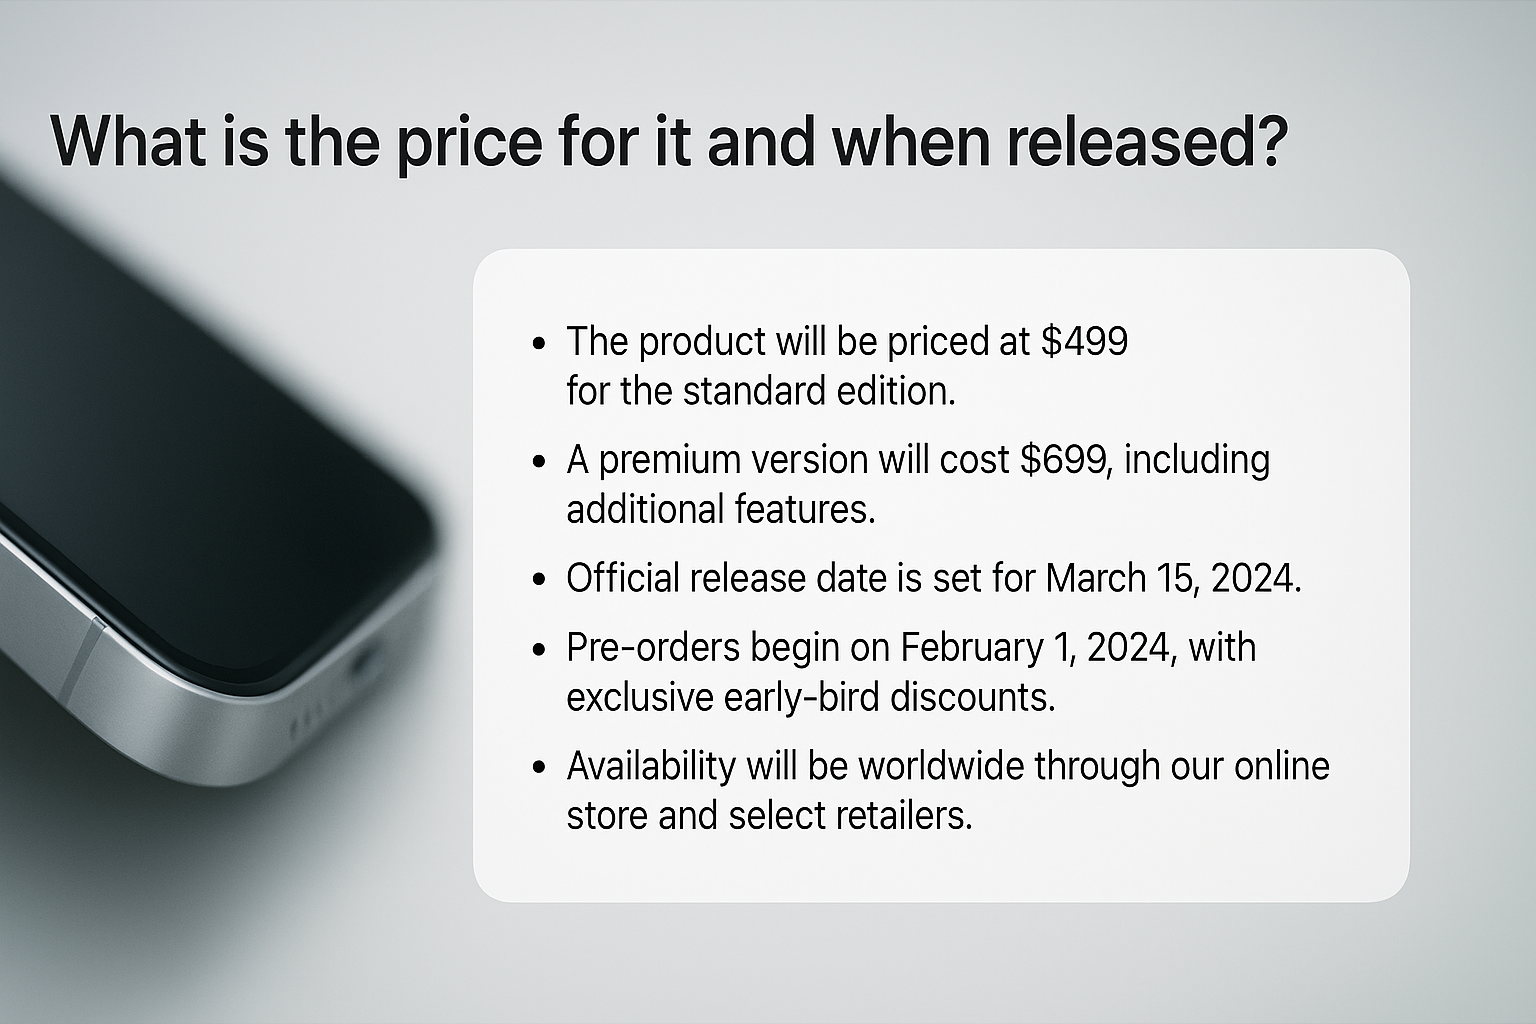 What is the price for it and when released?
• The product will be priced at $499
for the standard edition.
• A premium version will cost $699, including
additional features.
• Official release date is set for March 15, 2024.
• Pre-orders begin on February 1, 2024, with
exclusive early-bird discounts.
• Availability will be worldwide through our online
store and select retailers.